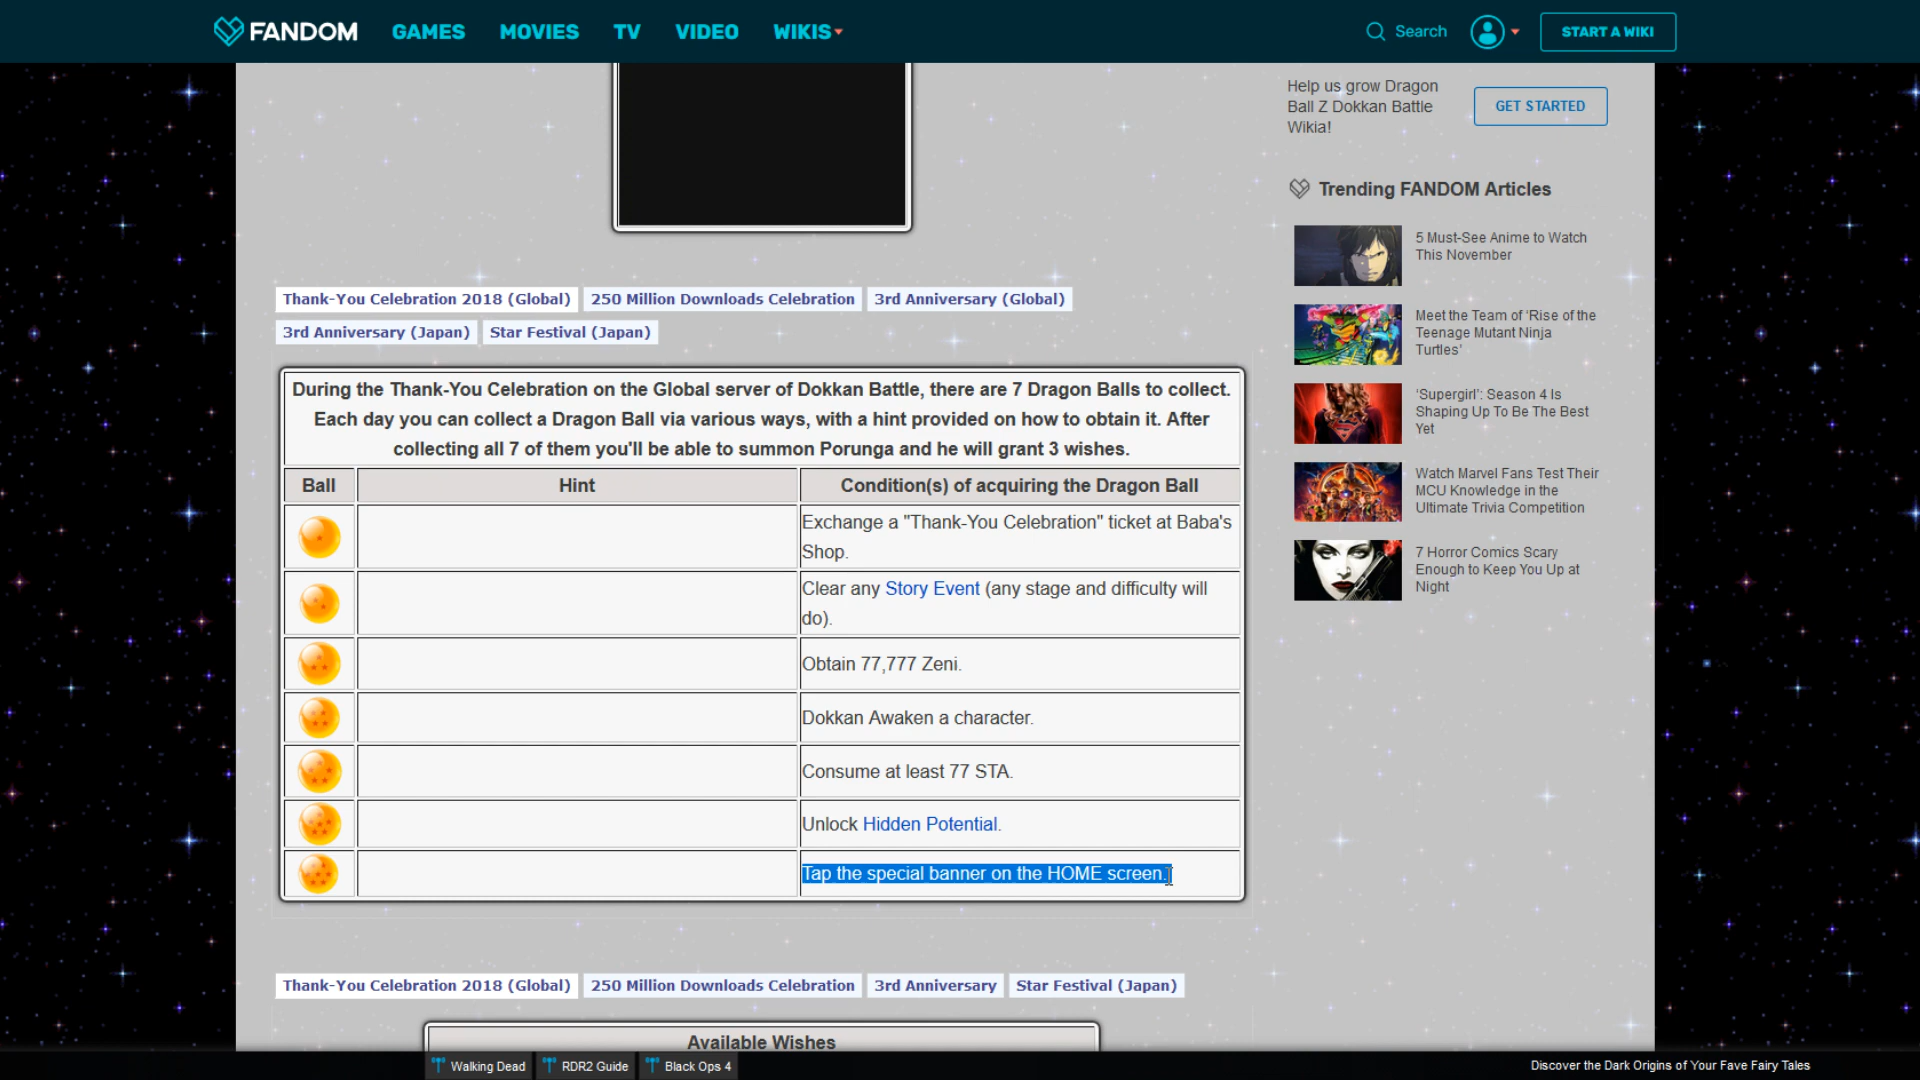 FANDOM GAMES MOVIES TV VIDEO WIKIS Search START A WIKI
Help us grow Dragon
Ball Z Dokkan Battle
Wikia!
GET STARTED
Trending FANDOM Articles
5 Must-See Anime to Watch
This November
Meet the Team of 'Rise of the
Teenage Mutant Ninja
Turtles'
'Supergirl': Season 4 Is
Shaping Up To Be The Best
Yet
Watch Marvel Fans Test Their
MCU Knowledge in the
Ultimate Trivia Competition
7 Horror Comics Scary
Enough to Keep You Up at
Night
Thank-You Celebration 2018 (Global) 250 Million Downloads Celebration 3rd Anniversary (Global)
3rd Anniversary (Japan) Star Festival (Japan)
During the Thank-You Celebration on the Global server of Dokkan Battle, there are 7 Dragon Balls to collect.
Each day you can collect a Dragon Ball via various ways, with a hint provided on how to obtain it. After
collecting all 7 of them you'll be able to summon Porunga and he will grant 3 wishes.
Ball Hint Condition(s) of acquiring the Dragon Ball
Exchange a "Thank-You Celebration" ticket at Baba's
Shop.
Clear any Story Event (any stage and difficulty will
do).
Obtain 77,777 Zeni.
Dokkan Awaken a character.
Consume at least 77 STA.
Unlock Hidden Potential.
Tap the special banner on the HOME screen.
Thank-You Celebration 2018 (Global) 250 Million Downloads Celebration 3rd Anniversary Star Festival (Japan)
Available Wishes
Walking Dead RDR2 Guide Black Ops 4 Discover the Dark Origins of Your Fave Fairy Tales